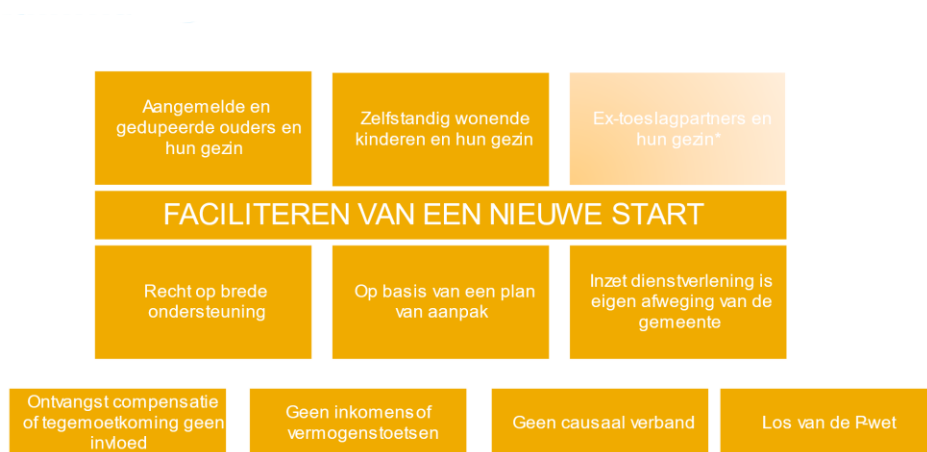 Aangemelde en
gedupeerde ouders en
hun gezin
Zelfstandig wonende
kinderen en hun gezin
Ex-toeslagpartners en
hun gezin*
FACILITEREN VAN EEN NIEUWE START
Recht op brede
ondersteuning
Op basis van een plan
van aanpak
Inzet dienstverlening is
eigen afweging van de
gemeente
Ontvangst compensatie
of tegemoetkoming geen
invloed
Geen inkomens of
vermogenstoetsen
Geen causaal verband
Los van de P-wet